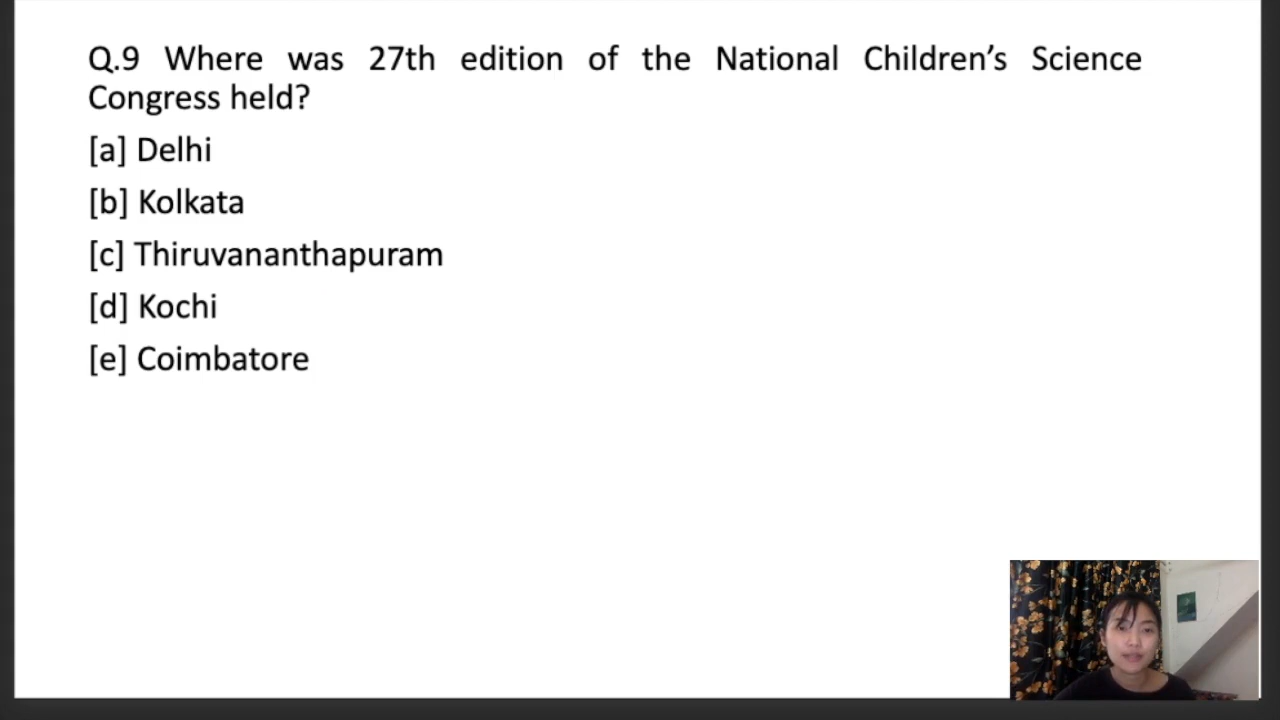 Q.9 Where was 27th edition of the National Children’s Science
Congress held?
[a] Delhi
[b] Kolkata
[c] Thiruvananthapuram
[d] Kochi
[e] Coimbatore